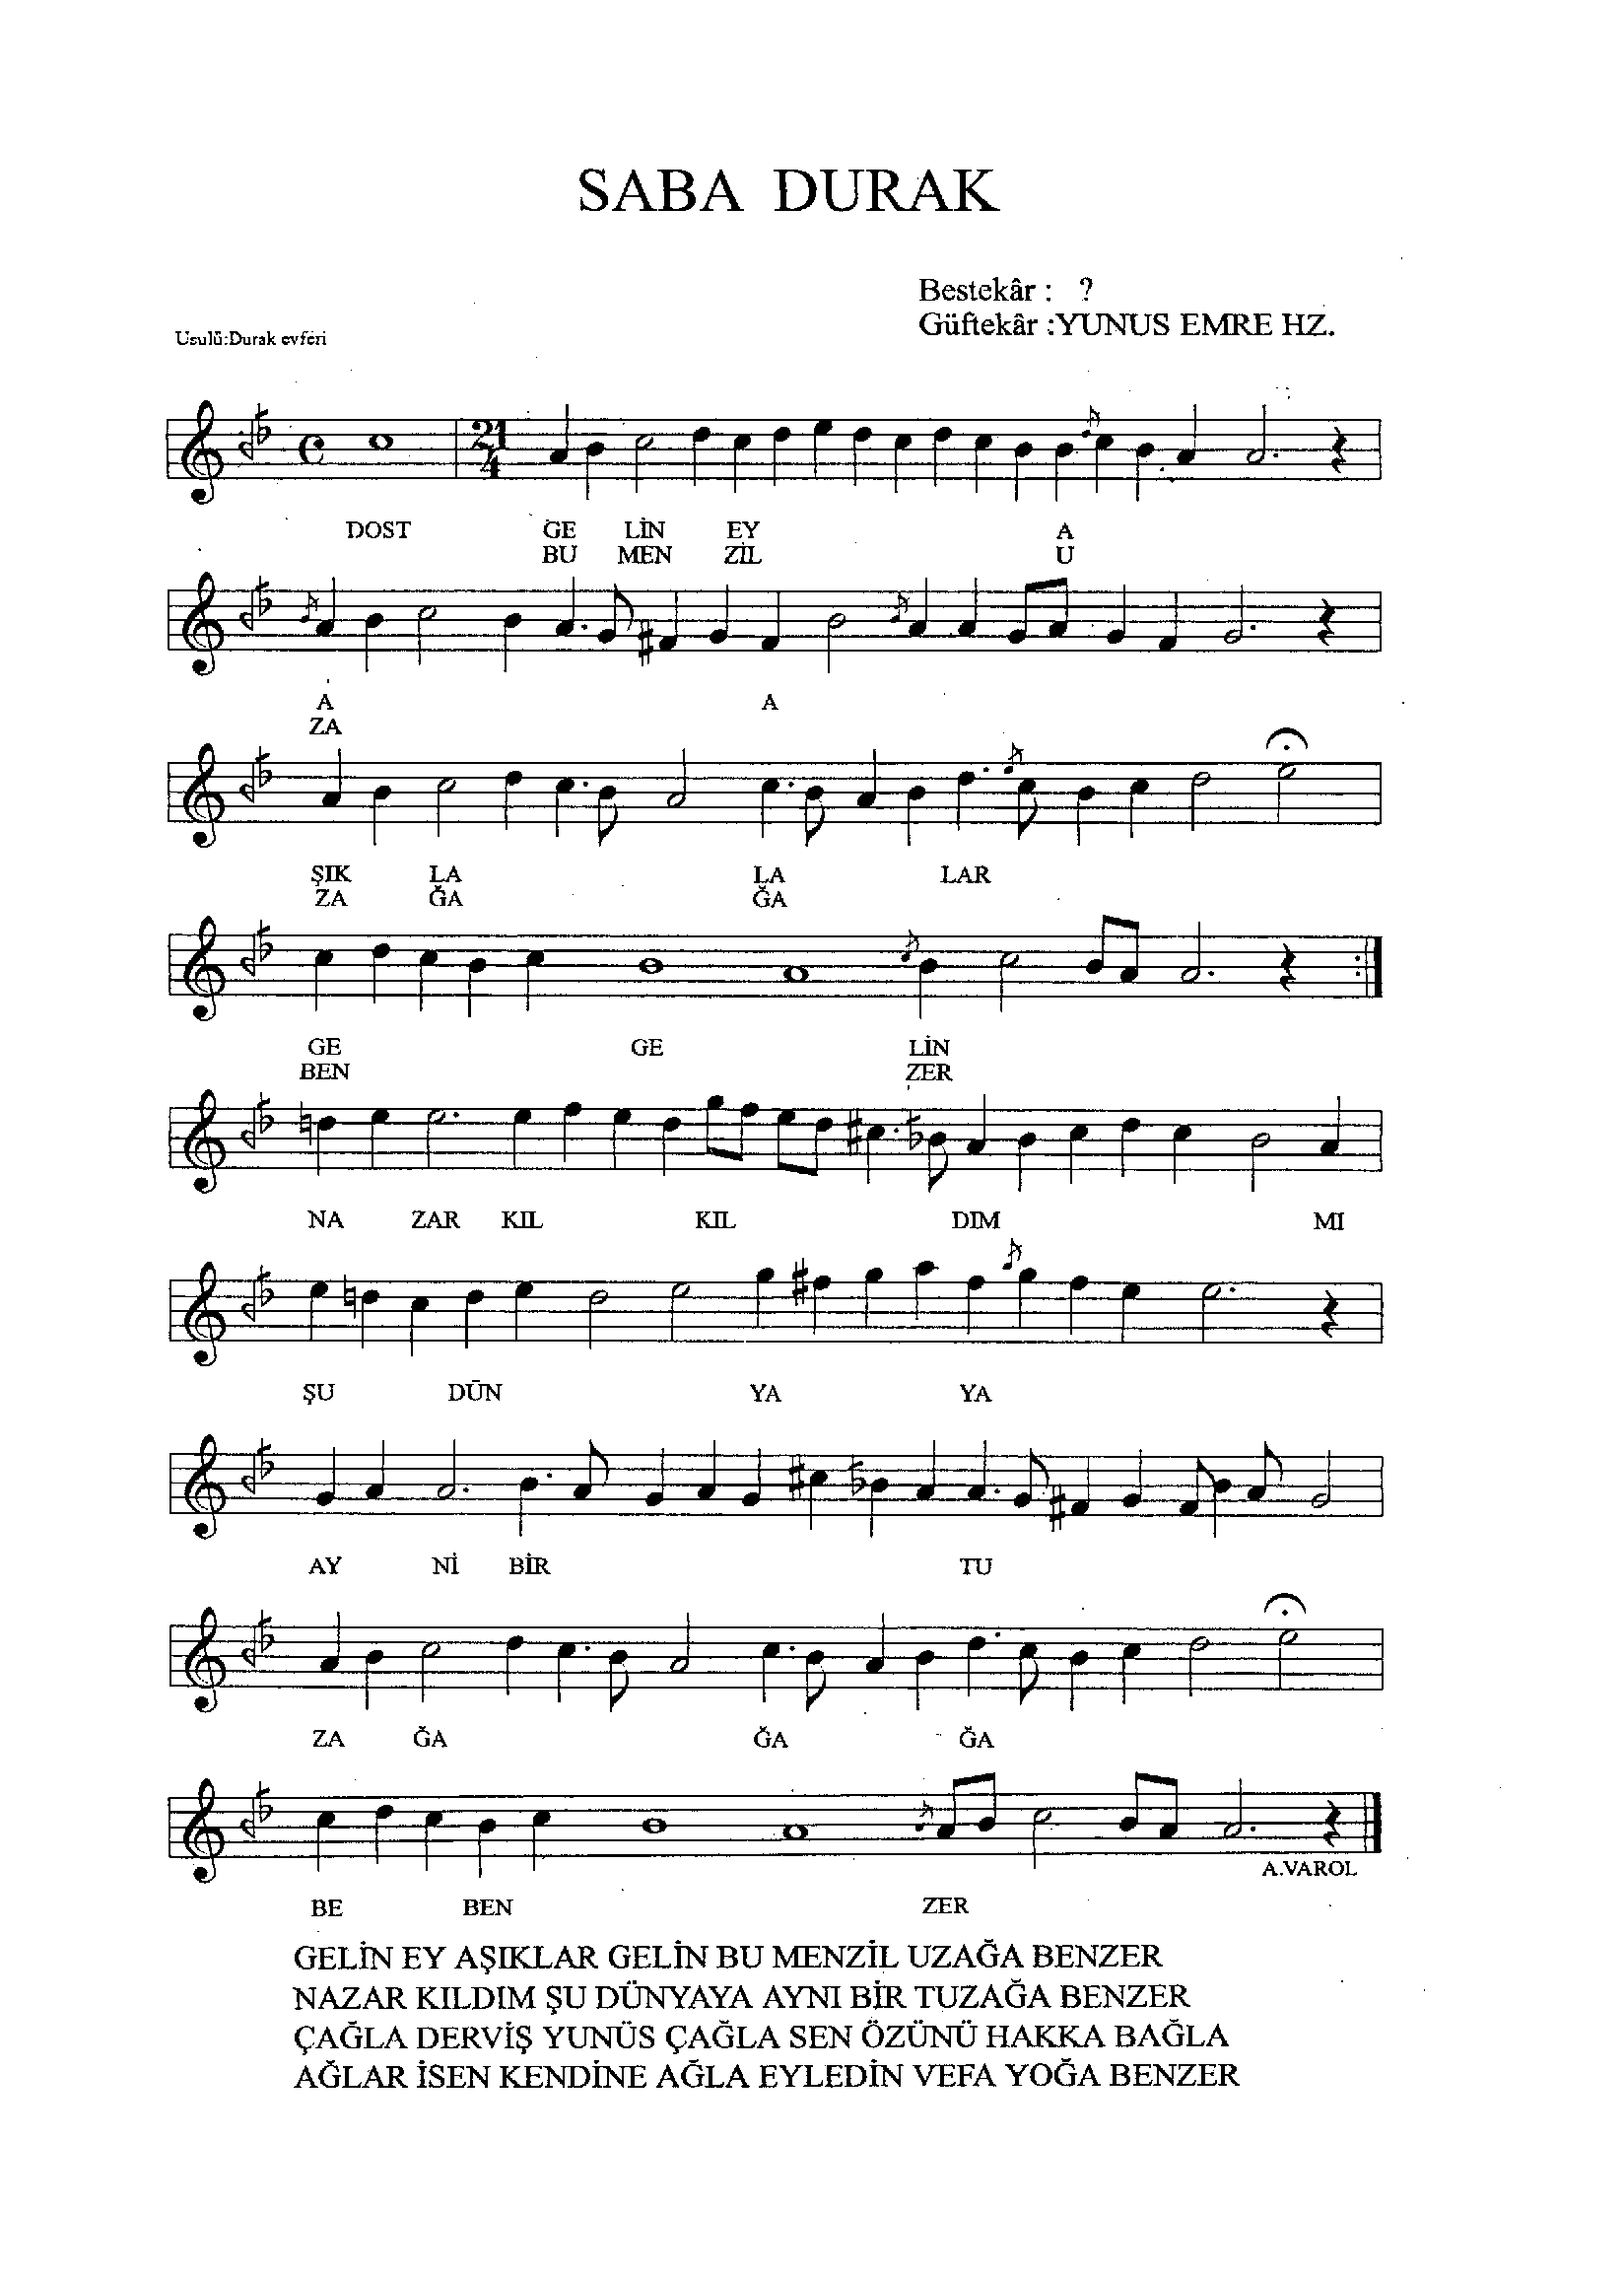 SABA DURAK
Bestekâr : ?
Güftekâr :YUNUS EMRE HZ.
Usulü:Durak evferi
21
4
DOST GE LİN EY A
BU MEN ZİL U
A A
ZA
ŞIK LA LA LAR
ZA ĞA ĞA
GE GE LİN
BEN ZER
NA ZAR KIL KIL DIM MI
ŞU DÜN YA YA
AY Nİ BİR TU
ZA ĞA ĞA ĞA
A.VAROL
BE BEN ZER
GELİN EY AŞIKLAR GELİN BU MENZİL UZAĞA BENZER
NAZAR KILDIM ŞU DÜNYAYA AYNI BİR TUZAĞA BENZER
ÇAĞLA DERVİŞ YUNÜS ÇAĞLA SEN ÖZÜNÜ HAKKA BAĞLA
AĞLAR İSEN KENDİNE AĞLA EYLEDİN VEFA YOĞA BENZER